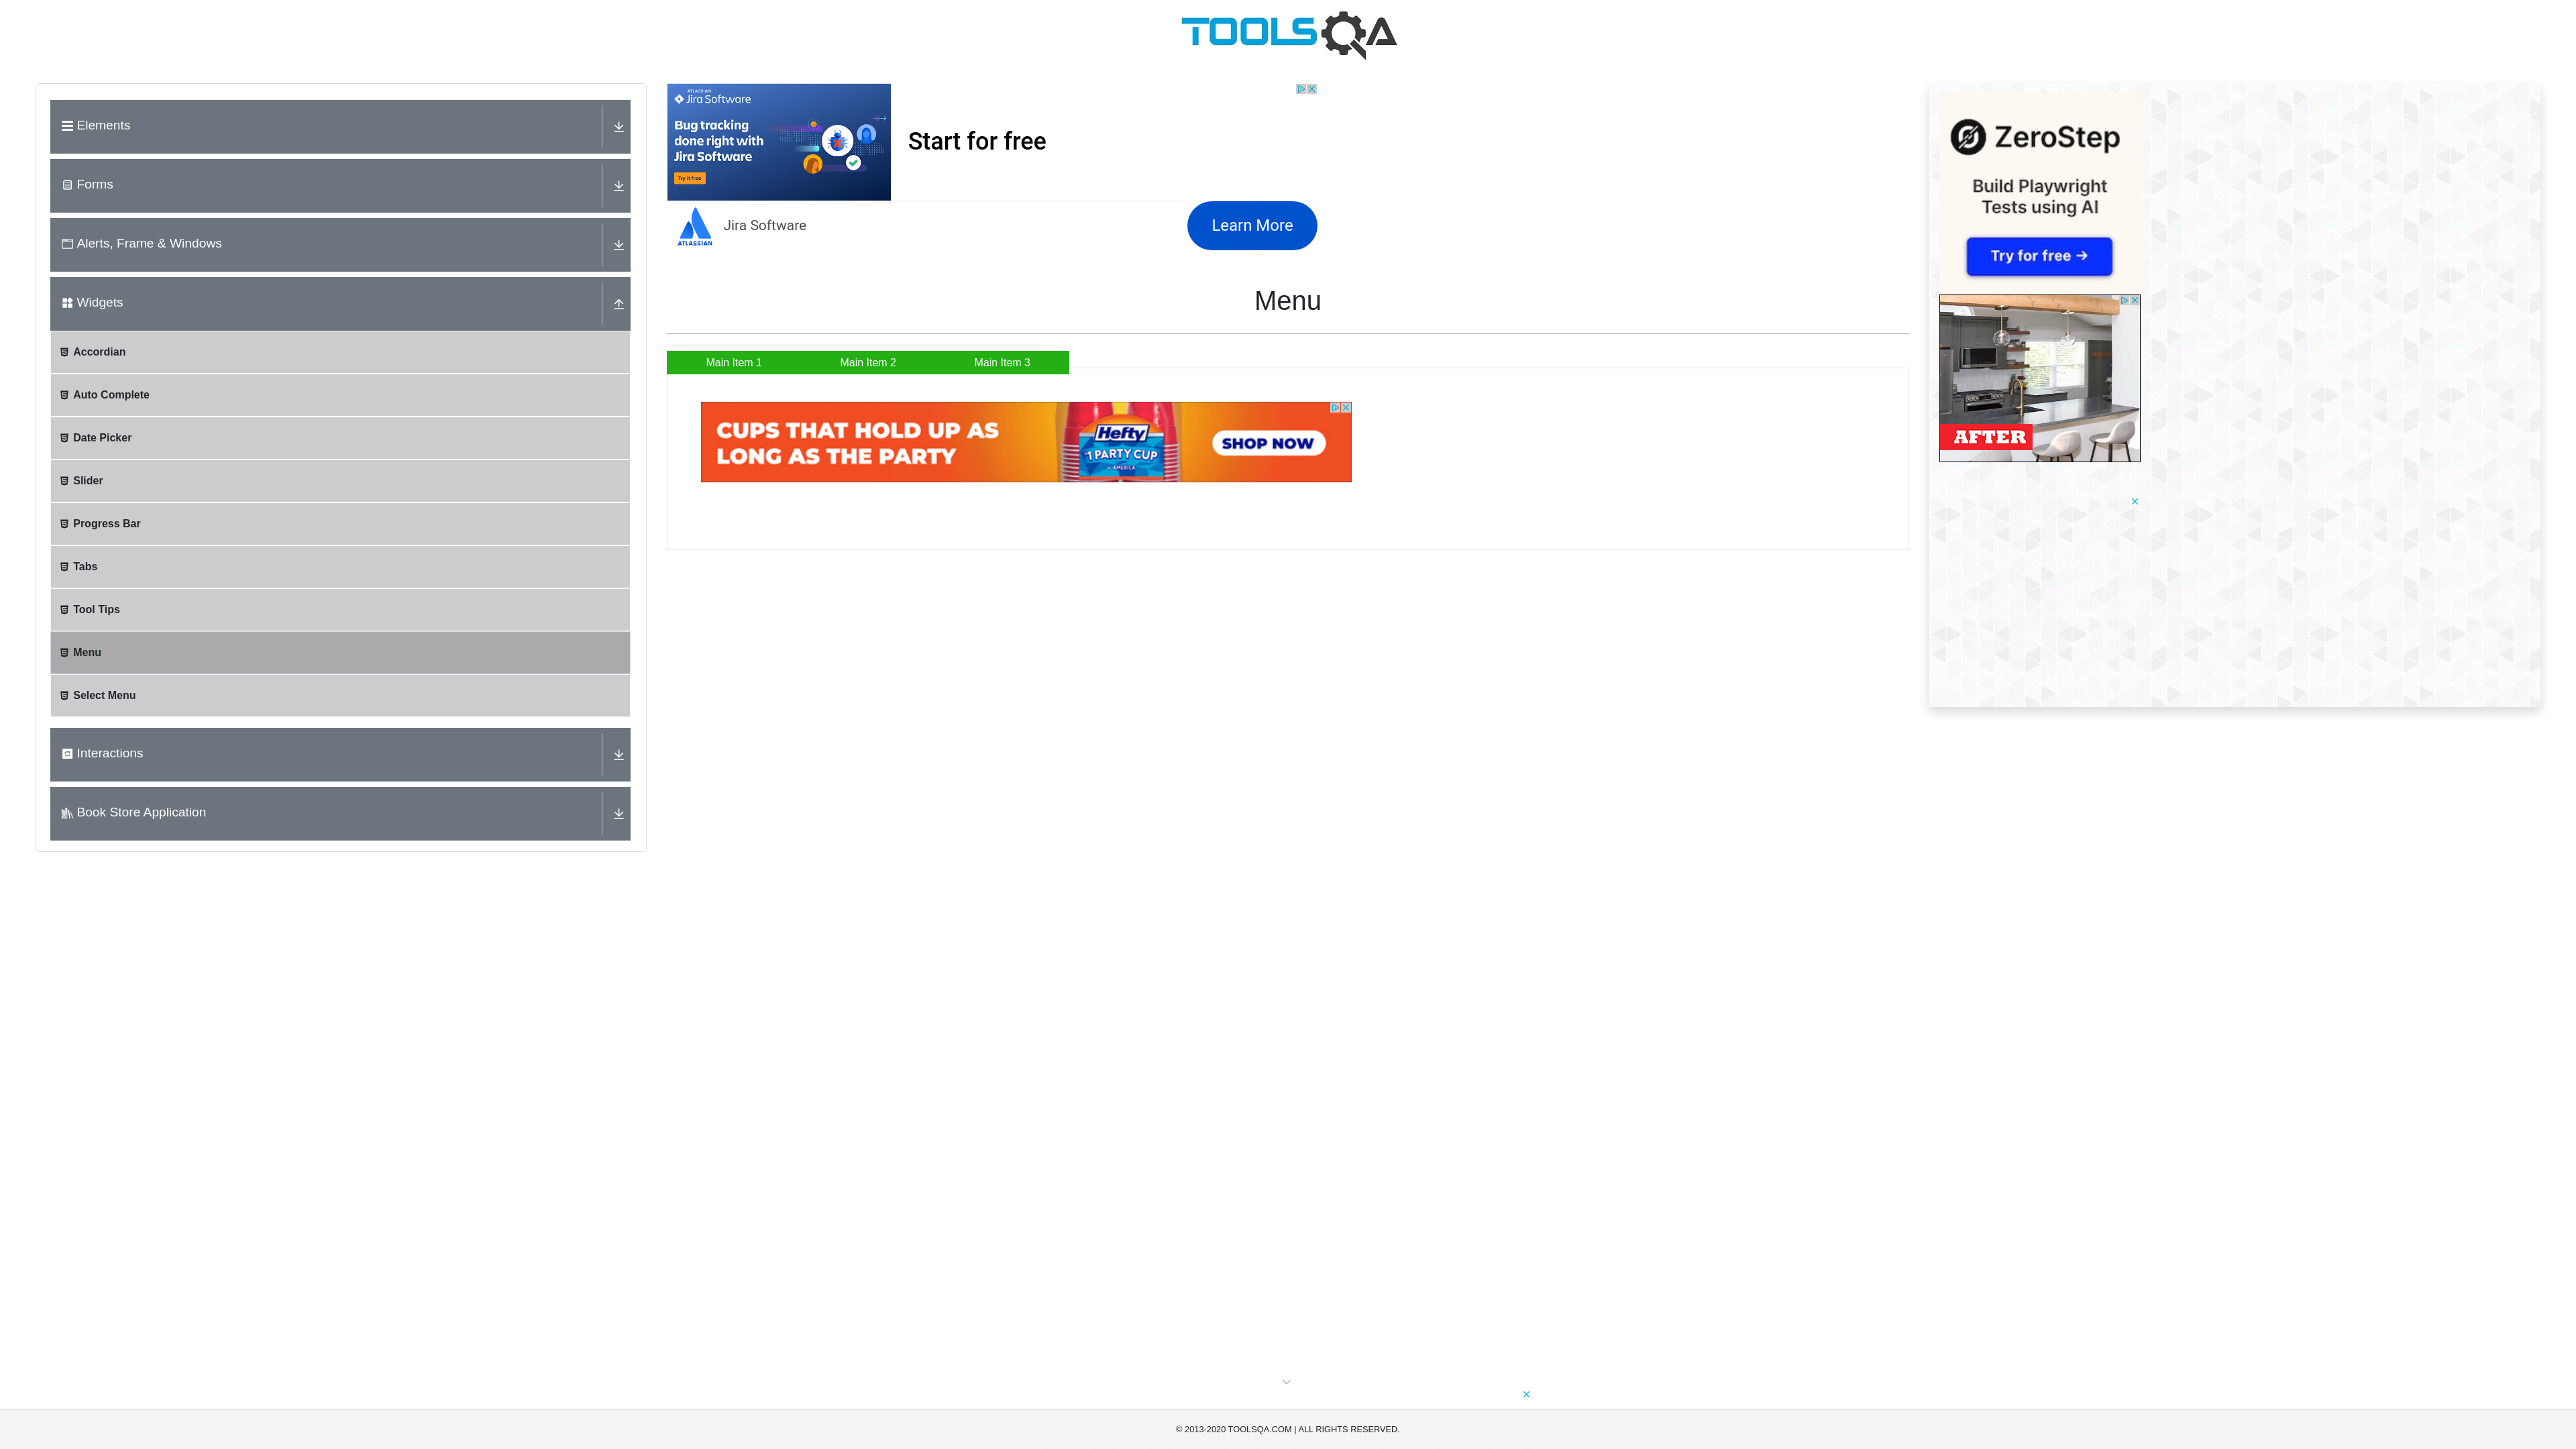 TOOLSQA
Elements
Forms
Alerts, Frame & Windows
Widgets
Accordian
Auto Complete
Date Picker
Slider
Progress Bar
Tabs
Tool Tips
Menu
Select Menu
Interactions
Book Store Application
ATLASSIAN
Jira Software
Bug tracking
done right with
Jira Software
Try it free
Start for free
ATLASSIAN
Jira Software
Learn More
Menu
Main Item 1
Main Item 2
Main Item 3
CUPS THAT HOLD UP AS
LONG AS THE PARTY
Hefty
#1 PARTY CUP
IN AMERICA
SHOP NOW
ZeroStep
Build Playwright
Tests using AI
Try for free →
AFTER
© 2013-2020 TOOLSQA.COM | ALL RIGHTS RESERVED.